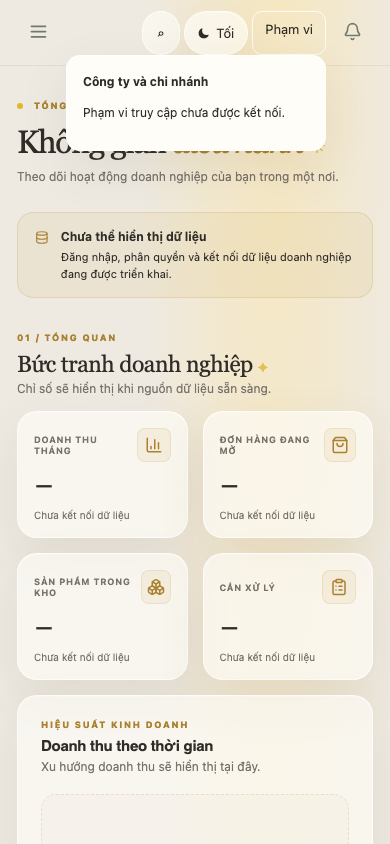 Tối
Phạm vi
Công ty và chi nhánh
Phạm vi truy cập chưa được kết nối.
TỔNG
Không gian
Theo dõi hoạt động doanh nghiệp của bạn trong một nơi.
Chưa thể hiển thị dữ liệu
Đăng nhập, phân quyền và kết nối dữ liệu doanh nghiệp
đang được triển khai.
01 / TỔNG QUAN
Bức tranh doanh nghiệp
Chỉ số sẽ hiển thị khi nguồn dữ liệu sẵn sàng.
DOANH THU
THÁNG
ĐƠN HÀNG ĐANG
MỞ
—
—
Chưa kết nối dữ liệu
Chưa kết nối dữ liệu
SẢN PHẨM TRONG
KHO
CẦN XỬ LÝ
—
—
Chưa kết nối dữ liệu
Chưa kết nối dữ liệu
HIỆU SUẤT KINH DOANH
Doanh thu theo thời gian
Xu hướng doanh thu sẽ hiển thị tại đây.